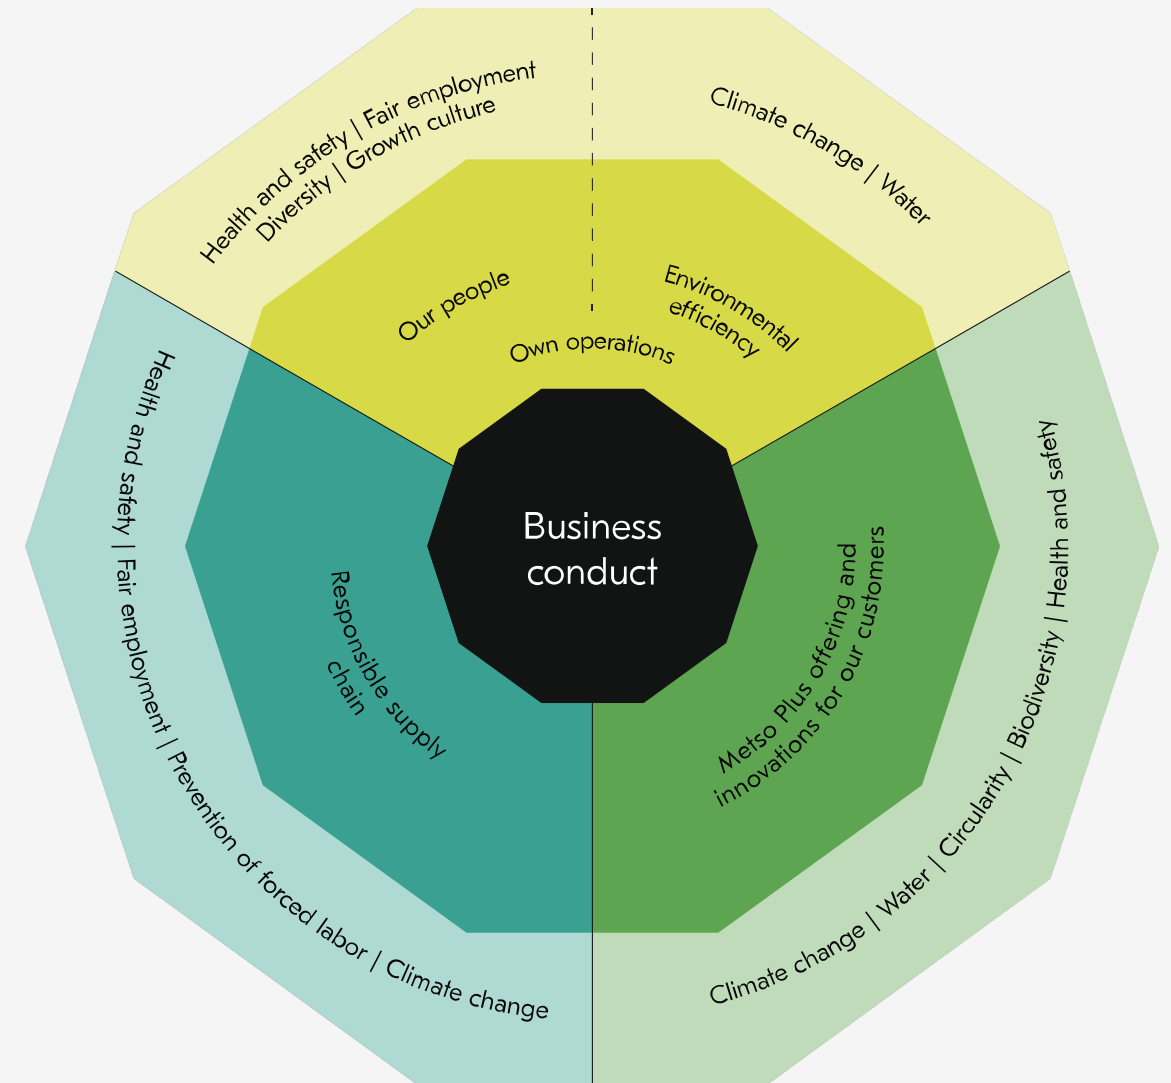 Health and safety | Fair employment
Diversity | Growth culture
Climate change | Water
Our people
Environmental
efficiency
Own operations
Business
conduct
Health and safety | Fair employment | Prevention of forced labor | Climate change
Responsible supply
chain
Metso Plus offering and
innovations for our customers
Climate change | Water | Circularity | Biodiversity | Health and safety